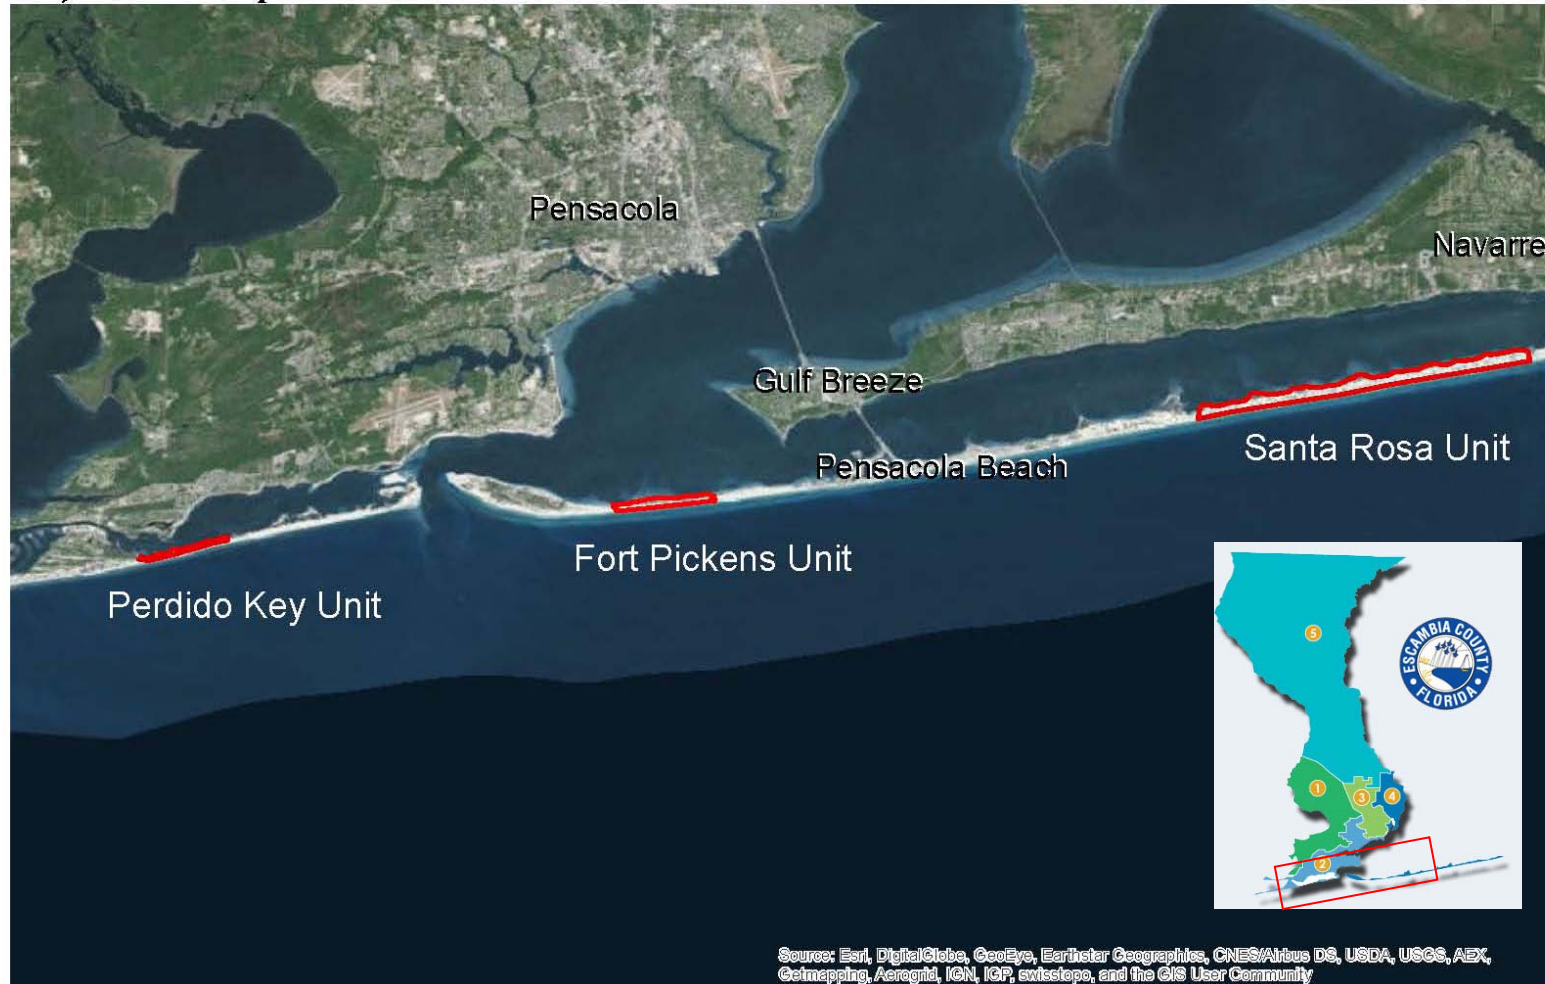 Pensacola
Navarre
Gulf Breeze
Santa Rosa Unit
Pensacola Beach
Fort Pickens Unit
Perdido Key Unit
5
ESCAMBIA COUNTY
FLORIDA
1
3
4
2
Source: Esri, DigitalGlobe, GeoEye, Earthstar Geographics, CNES/Airbus DS, USDA, USGS, AEX,
Getmapping, Aerogrid, IGN, IGP, swisstopo, and the GIS User Community